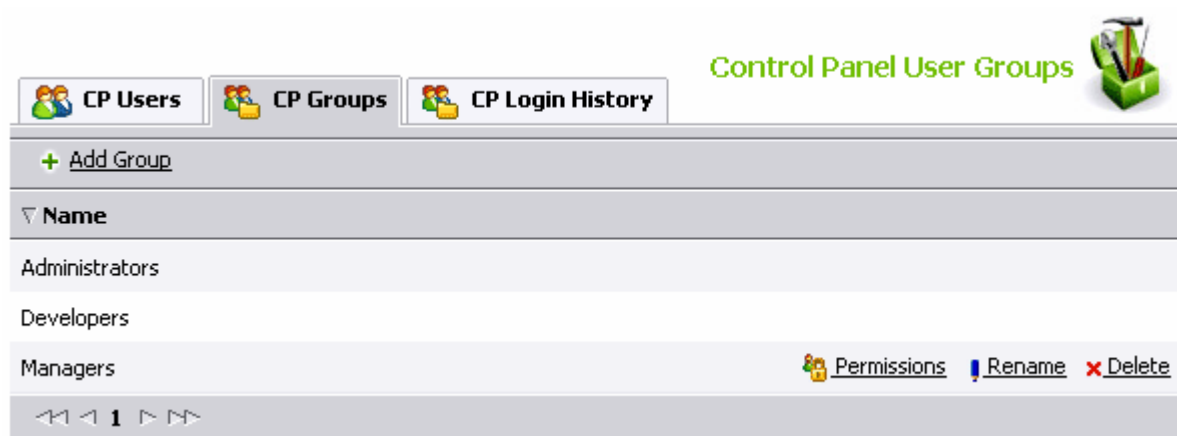 Control Panel User Groups
CP Users CP Groups CP Login History
Add Group
Name
Administrators
Developers
Managers Permissions Rename Delete
1